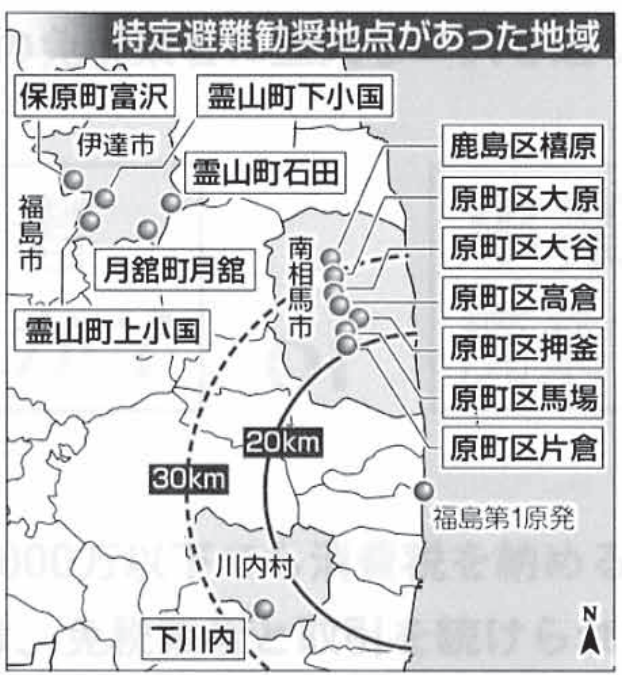 特定避難勧奨地点があった地域
保原町富沢
霊山町下小国
伊達市
霊山町石田
福島市
月舘町月舘
霊山町上小国
南相馬市
鹿島区橲原
原町区大原
原町区大谷
原町区高倉
原町区押釜
原町区馬場
原町区片倉
20km
30km
福島第1原発
川内村
下川内
N